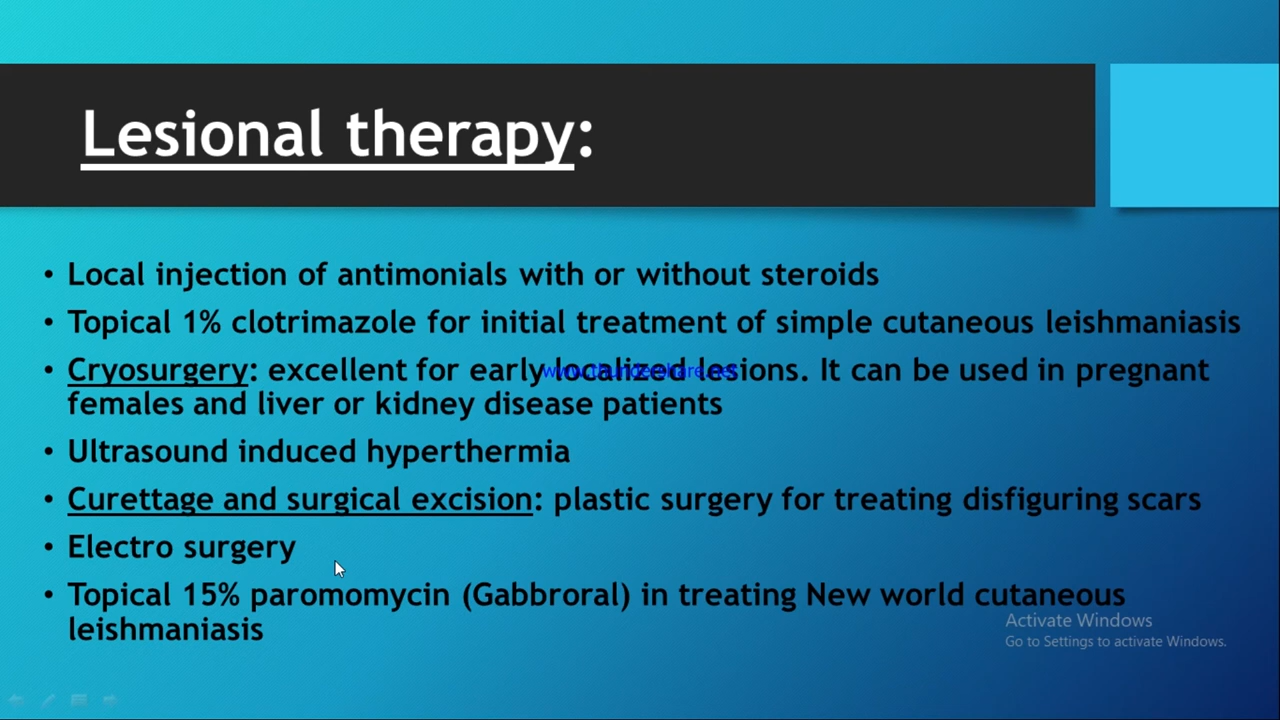 Lesional therapy:
• Local injection of antimonials with or without steroids
• Topical 1% clotrimazole for initial treatment of simple cutaneous leishmaniasis
• Cryosurgery: excellent for early localized lesions. It can be used in pregnant
females and liver or kidney disease patients
www.thundershare.net
• Ultrasound induced hyperthermia
• Curettage and surgical excision: plastic surgery for treating disfiguring scars
• Electro surgery
• Topical 15% paromomycin (Gabbroral) in treating New world cutaneous
leishmaniasis
Activate Windows
Go to Settings to activate Windows.